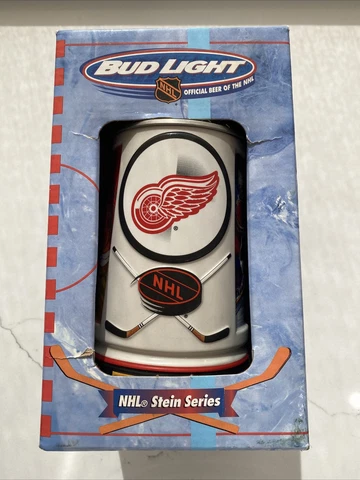 BUD LIGHT
NHL
OFFICIAL BEER OF THE NHL
NHL
NHL® Stein Series